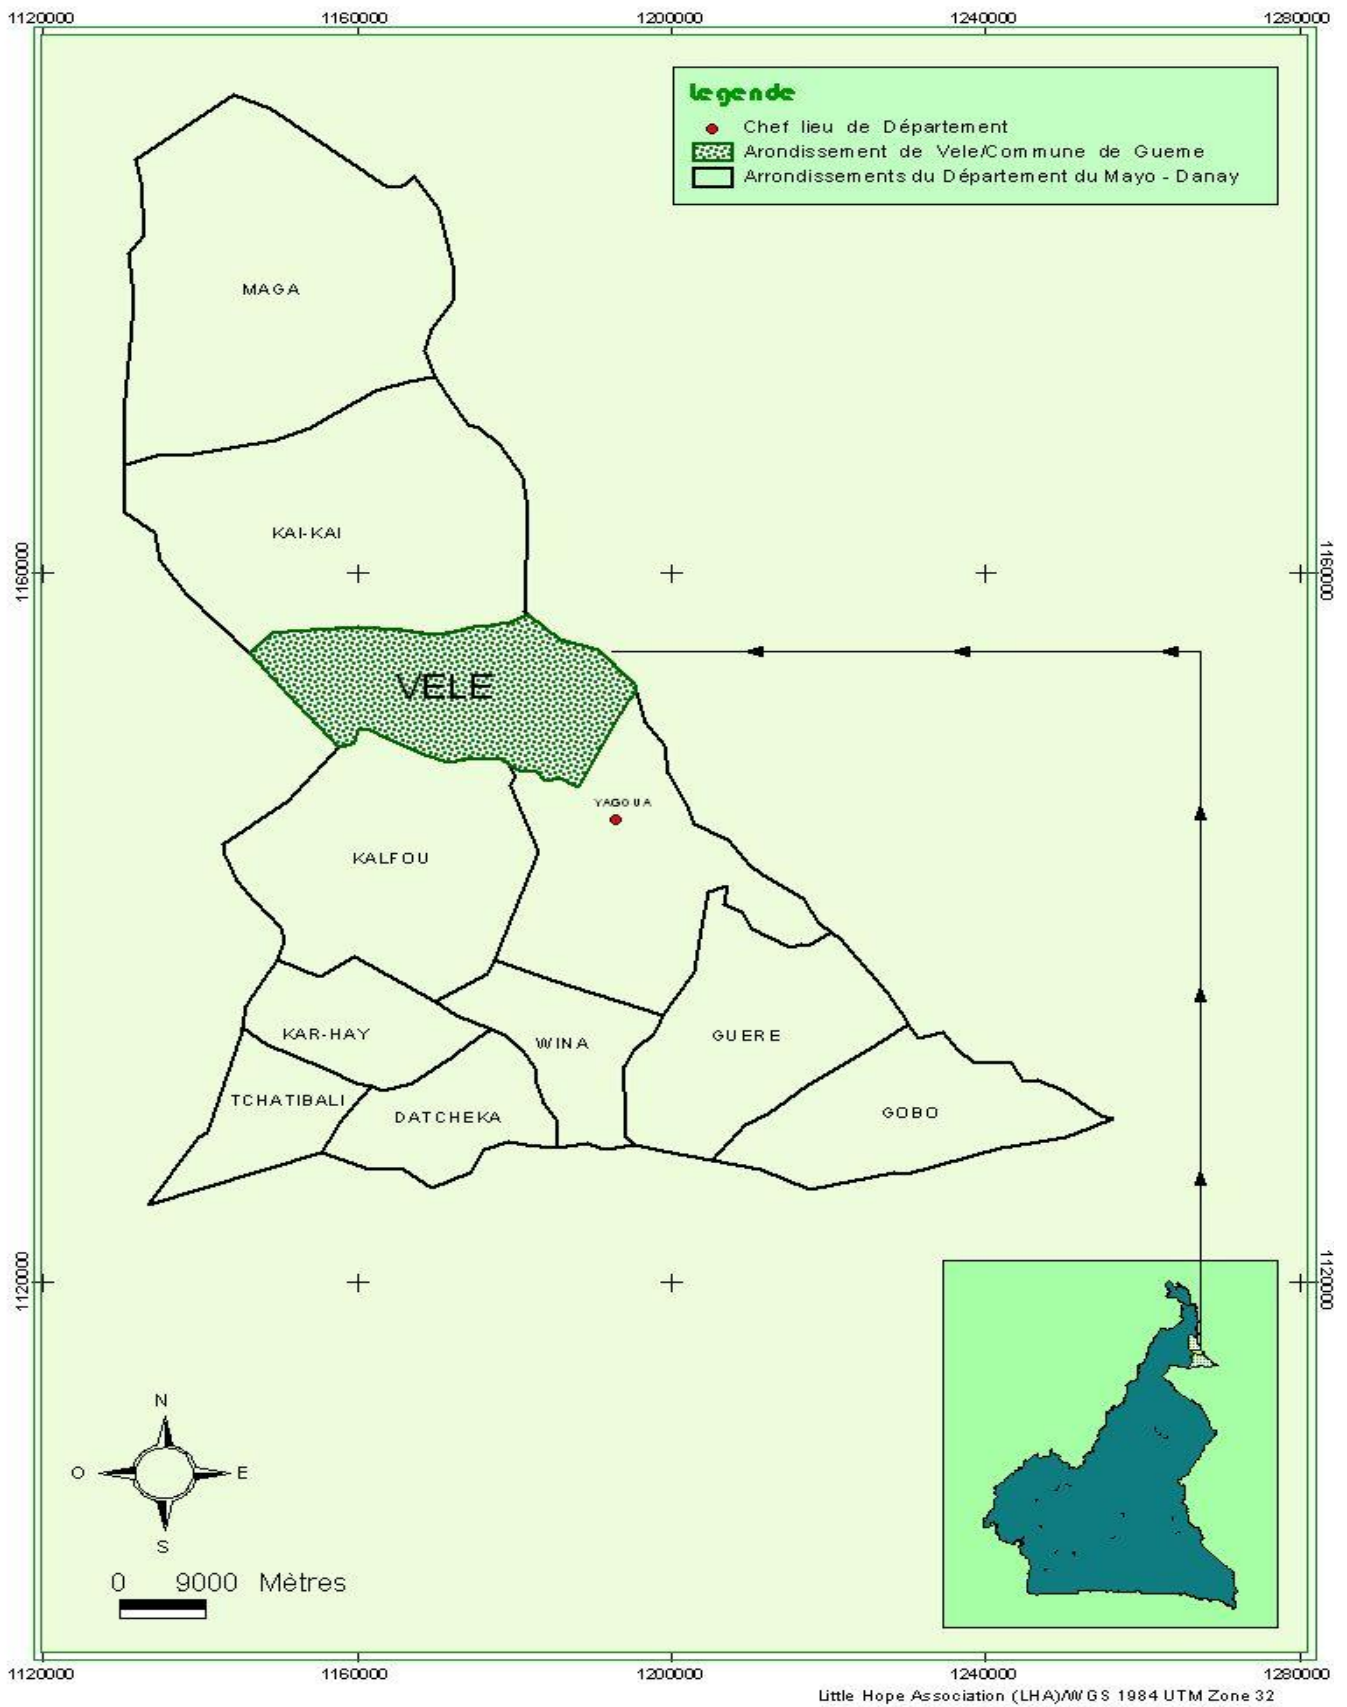 1120000 1160000 1200000 1240000 1280000
Legende
Chef lieu de Département
Arondissement de Vele/Commune de Gueme
Arrondissements du Département du Mayo - Danay
MAGA
KAI-KAI
1160000 1160000
VELE
YAGOUA
KALFOU
KAR-HAY
WINA
GUERE
TCHATIBALI
DATCHEKA
GOBO
1120000 1120000
N
O E
S
0 9000 Mètres
1120000 1160000 1200000 1240000 1280000
Little Hope Association (LHA)/WGS 1984 UTM Zone 32